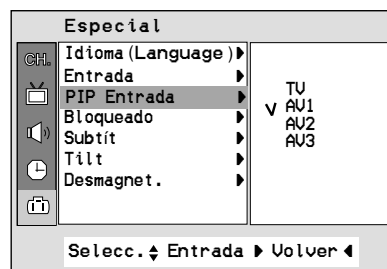 Especial
CH.
Idioma(Language)
Entrada
PIP Entrada
Bloqueado
Subtít
Tilt
Desmagnet.
TV
AV1
AV2
AV3
Selecc. Entrada Volver